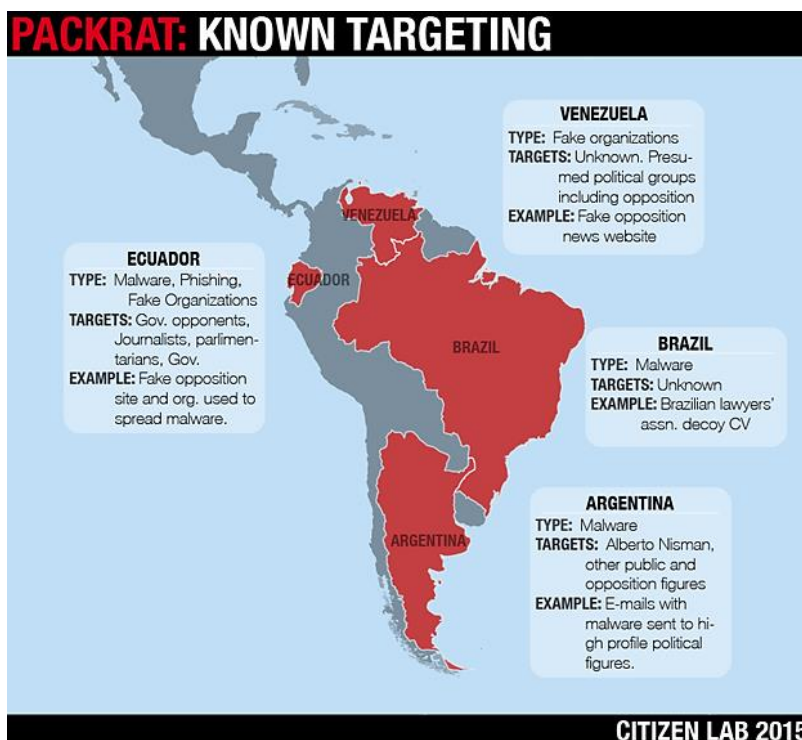 PACKRAT: KNOWN TARGETING
VENEZUELA
TYPE: Fake organizations
TARGETS: Unknown. Presu-
med political groups
including opposition
EXAMPLE: Fake opposition
news website
VENEZUELA
ECUADOR
TYPE: Malware, Phishing,
Fake Organizations
TARGETS: Gov. opponents,
Journalists, parlimen-
tarians, Gov.
EXAMPLE: Fake opposition
site and org. used to
spread malware.
ECUADOR
BRAZIL
BRAZIL
TYPE: Malware
TARGETS: Unknown
EXAMPLE: Brazilian lawyers'
assn. decoy CV
ARGENTINA
ARGENTINA
TYPE: Malware
TARGETS: Alberto Nisman,
other public and
opposition figures
EXAMPLE: E-mails with
malware sent to hi-
gh profile political
figures.
CITIZEN LAB 2015